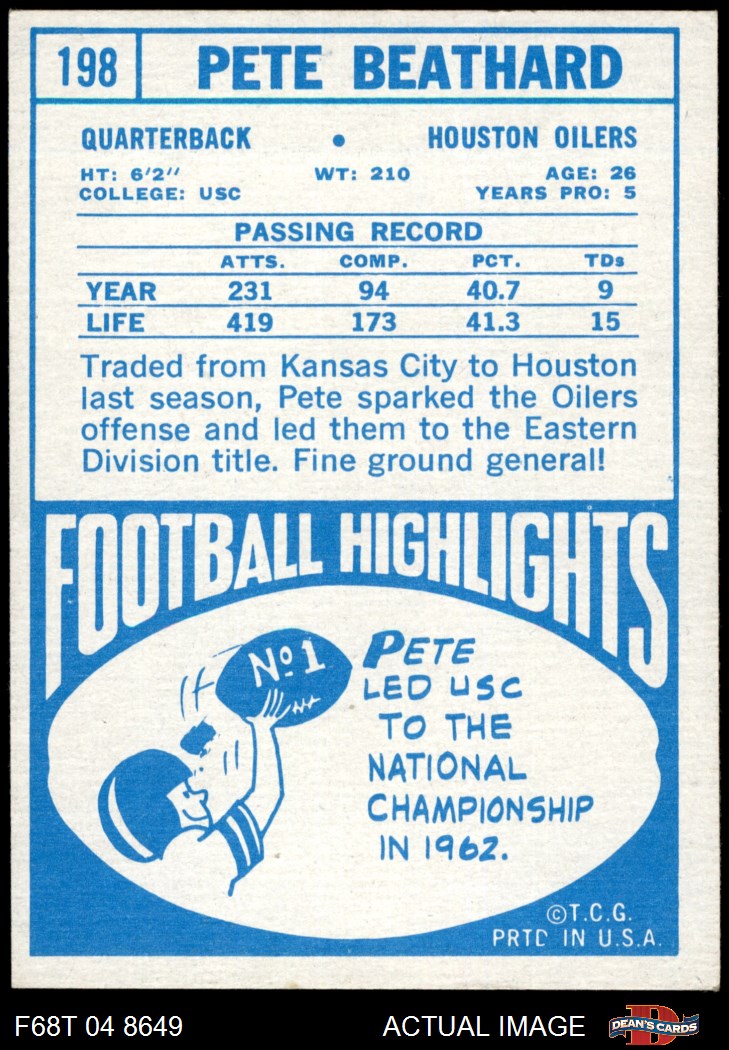 198 PETE BEATHARD
QUARTERBACK • HOUSTON OILERS
HT: 6'2" WT: 210 AGE: 26
COLLEGE: USC YEARS PRO: 5
PASSING RECORD
ATTS. COMP. PCT. TDs
YEAR 231 94 40.7 9
LIFE 419 173 41.3 15
Traded from Kansas City to Houston
last season, Pete sparked the Oilers
offense and led them to the Eastern
Division title. Fine ground general!
FOOTBALL HIGHLIGHTS
No 1
PETE
LED USC
TO THE
NATIONAL
CHAMPIONSHIP
IN 1962.
©T.C.G.
PRTD IN U.S.A.
F68T 04 8649 ACTUAL IMAGE DEAN'S CARDS